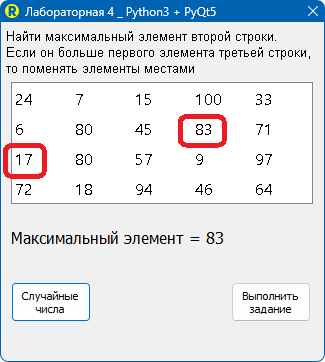 Лабораторная 4 _ Python3 + PyQt5
Найти максимальный элемент второй строки.
Если он больше первого элемента третьей строки,
то поменять элементы местами
24 7 15 100 33
6 80 45 83 71
17 80 57 9 97
72 18 94 46 64
Максимальный элемент = 83
Случайные
числа
Выполнить
задание